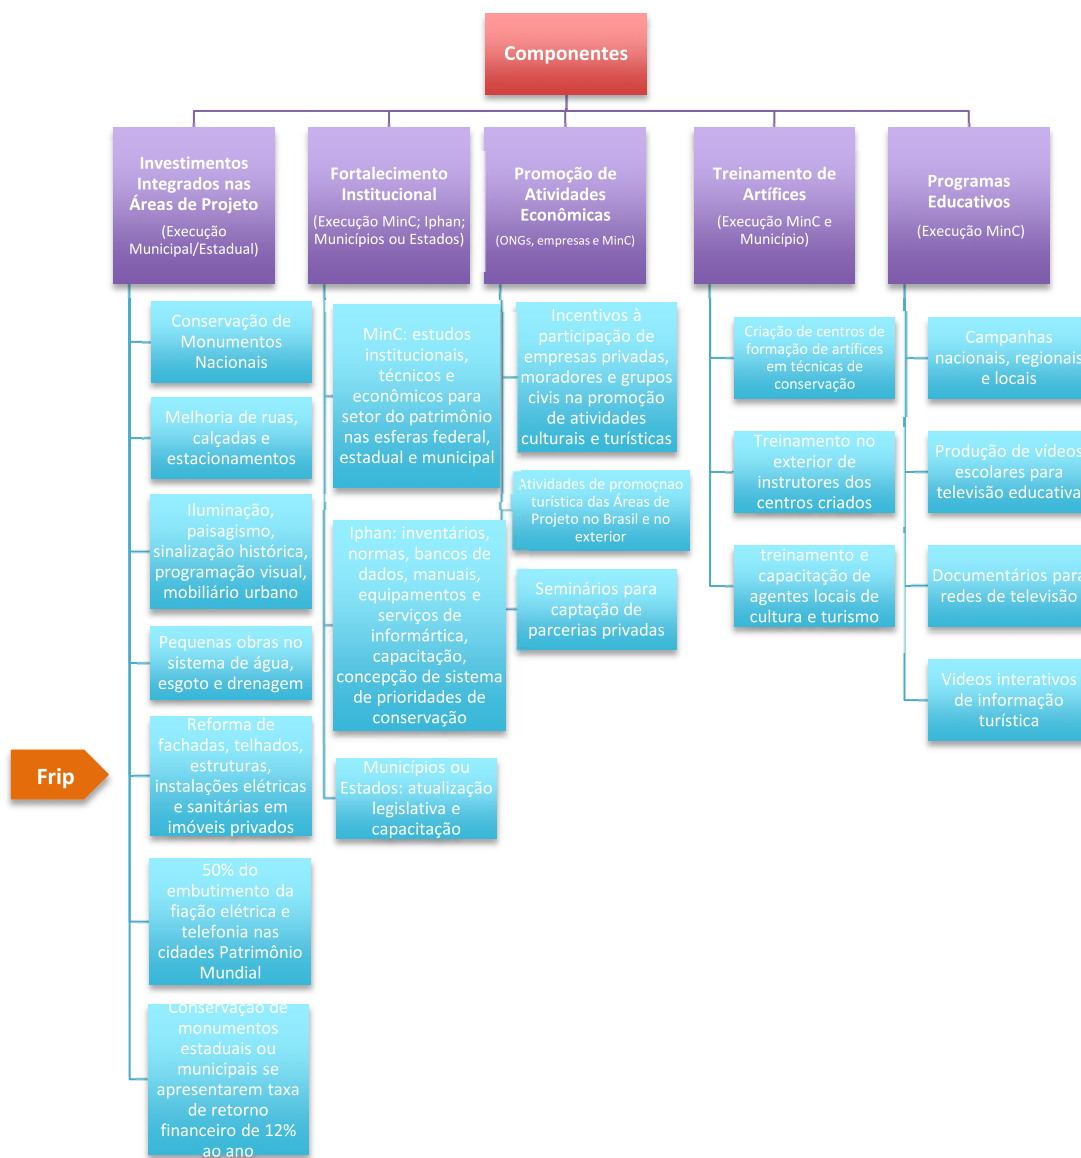 Componentes
Investimentos
Integrados nas
Áreas de Projeto
(Execução
Municipal/Estadual)
Conservação de
Monumentos
Nacionais
Melhoria de ruas,
calçadas e
estacionamentos
Iluminação,
paisagismo,
sinalização histórica,
programação visual,
mobiliário urbano
Pequenas obras no
sistema de água,
esgoto e drenagem
Frip
Reforma de
fachadas, telhados,
estruturas,
instalações elétricas
e sanitárias em
imóveis privados
50% do
embutimento da
fiação elétrica e
telefonia nas
cidades Patrimônio
Mundial
Conservação de
monumentos
estaduais ou
municipais se
apresentarem taxa
de retorno
financeiro de 12%
ao ano
Fortalecimento
Institucional
(Execução MinC; Iphan;
Municípios ou Estados)
MinC: estudos
institucionais,
técnicos e
econômicos para
setor do patrimônio
nas esferas federal,
estadual e municipal
Iphan: inventários,
normas, bancos de
dados, manuais,
equipamentos e
serviços de
informártica,
capacitação,
concepção de sistema
de prioridades de
conservação
Municípios ou
Estados: atualização
legislativa e
capacitação
Promoção de
Atividades
Econômicas
(ONGs, empresas e MinC)
Incentivos à
participação de
empresas privadas,
moradores e grupos
civis na promoção
de atividades
culturais e turísticas
Atividades de promoçnao
turística das Áreas de
Projeto no Brasil e no
exterior
Seminários para
captação de
parcerias privadas
Treinamento de
Artífices
(Execução MinC e
Município)
Criação de centros de
formação de artífices
em técnicas de
conservação
Treinamento no
exterior de
instrutores dos
centros criados
treinamento e
capacitação de
agentes locais de
cultura e turismo
Programas
Educativos
(Execução MinC)
Campanhas
nacionais, regionais
e locais
Produção de vídeos
escolares para
televisão educativa
Documentários para
redes de televisão
Videos interativos
de informação
turística